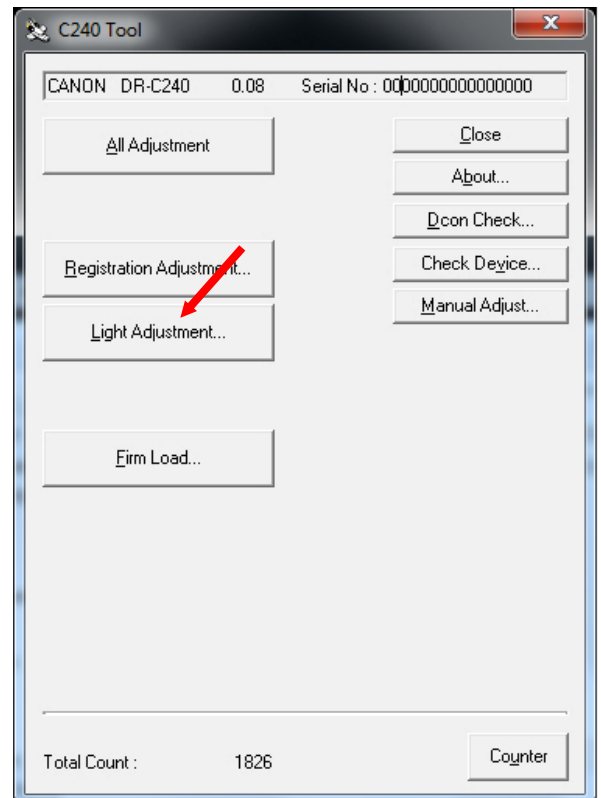 C240 Tool
CANON DR-C240 0.08 Serial No : 0000000000000000
All Adjustment
Close
About...
Dcon Check...
Registration Adjustment...
Check Device...
Light Adjustment...
Manual Adjust...
Firm Load...
Total Count : 1826
Counter